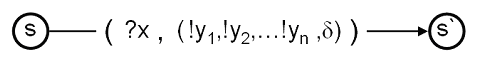 s ( ?x , (!y1,!y2,...!yn ,δ) ) s`